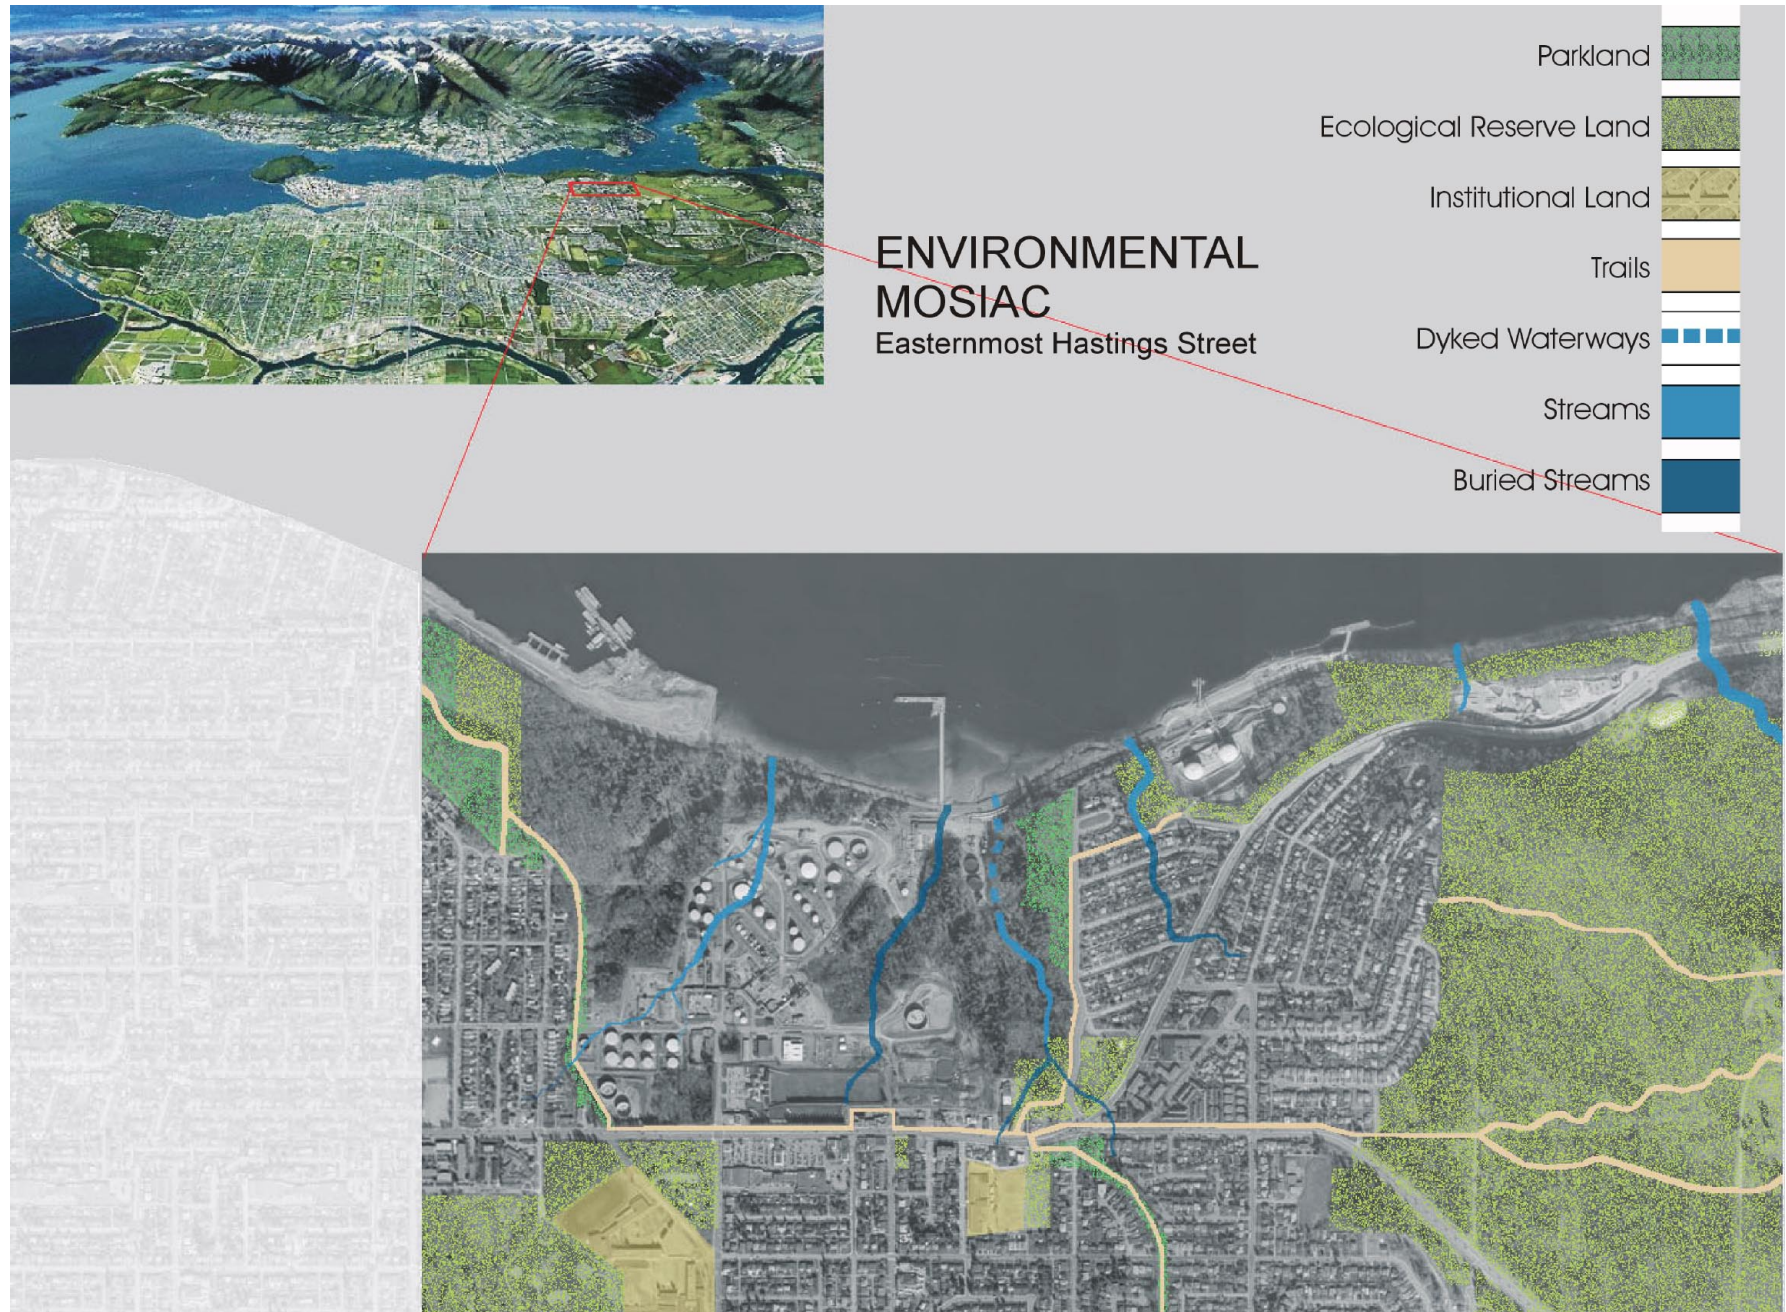 ENVIRONMENTAL
MOSIAC
Easternmost Hastings Street
Parkland
Ecological Reserve Land
Institutional Land
Trails
Dyked Waterways
Streams
Buried Streams